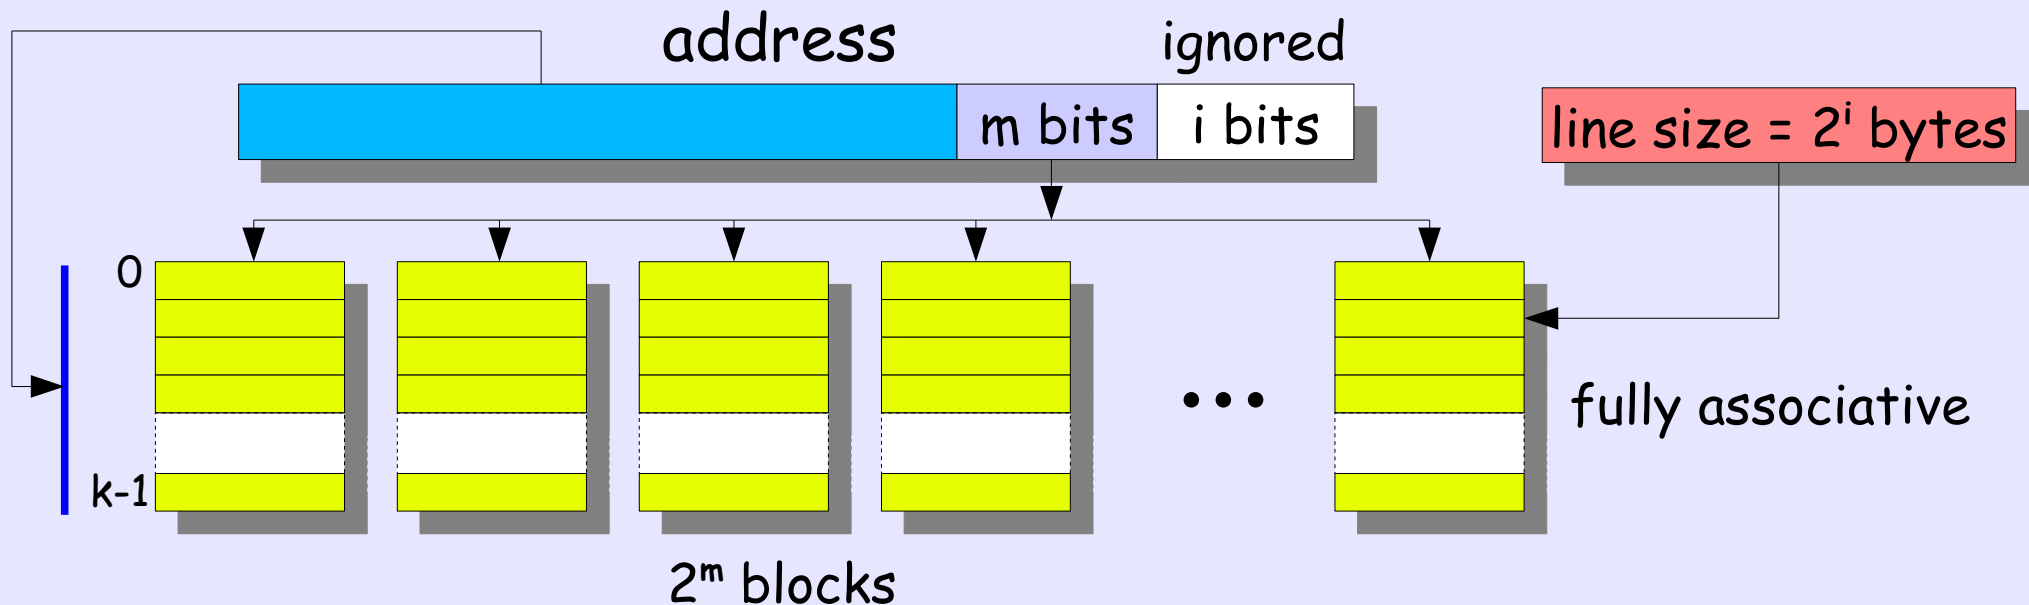 address
ignored
m bits
i bits
line size = 2ⁱ bytes
0
k-1
fully associative
2ᵐ blocks